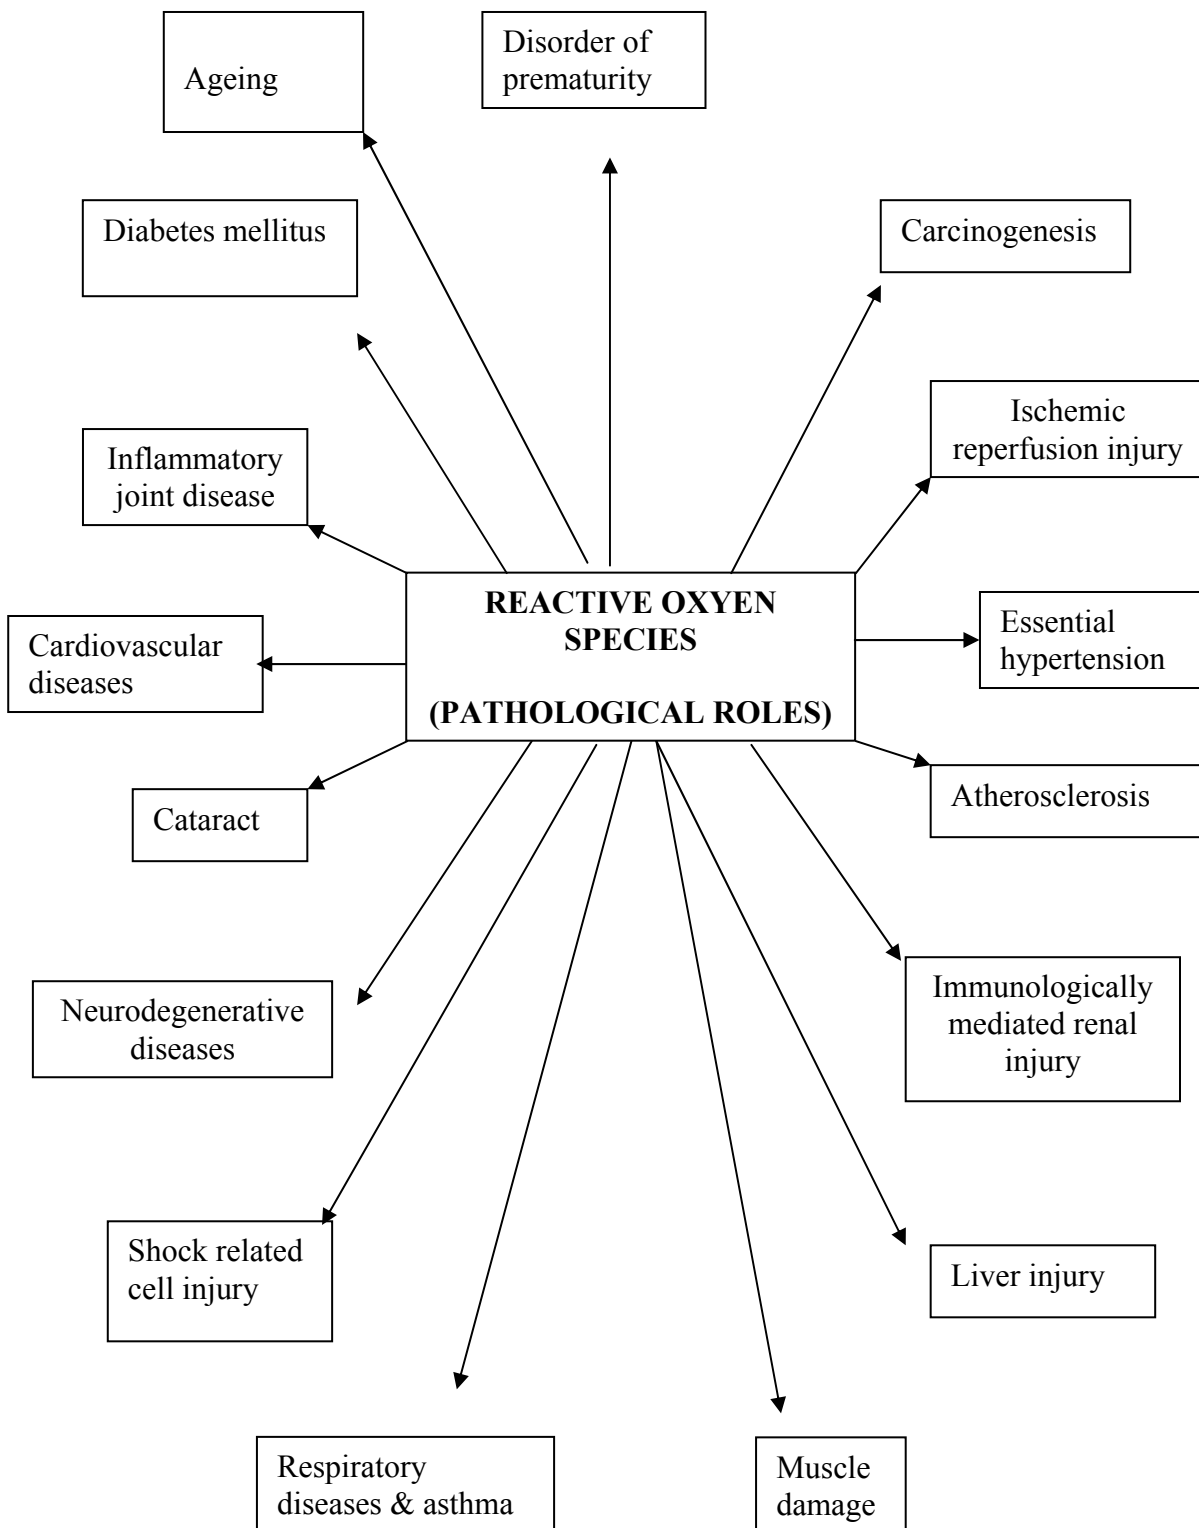 Disorder of
prematurity
Ageing
Diabetes mellitus
Carcinogenesis
Ischemic
reperfusion injury
Inflammatory
joint disease
REACTIVE OXYEN
SPECIES
(PATHOLOGICAL ROLES)
Essential
hypertension
Cardiovascular
diseases
Atherosclerosis
Cataract
Immunologically
mediated renal
injury
Neurodegenerative
diseases
Shock related
cell injury
Liver injury
Respiratory
diseases & asthma
Muscle
damage